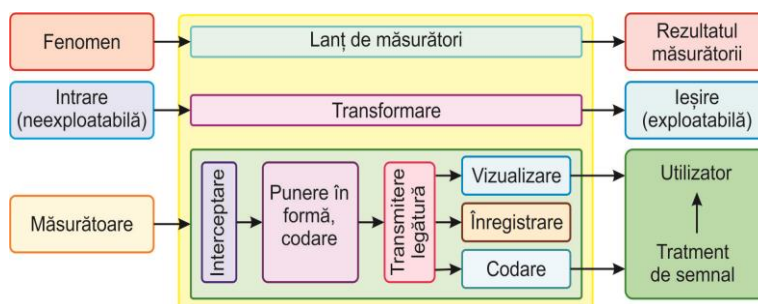 Fenomen
Lanț de măsurători
Rezultatul
măsurătorii
Intrare
(neexploatabilă)
Transformare
Ieșire
(exploatabilă)
Măsurătoare
Interceptare
Punere în
formă,
codare
Transmitere
legătură
Vizualizare
Înregistrare
Codare
Utilizator
Tratment
de semnal